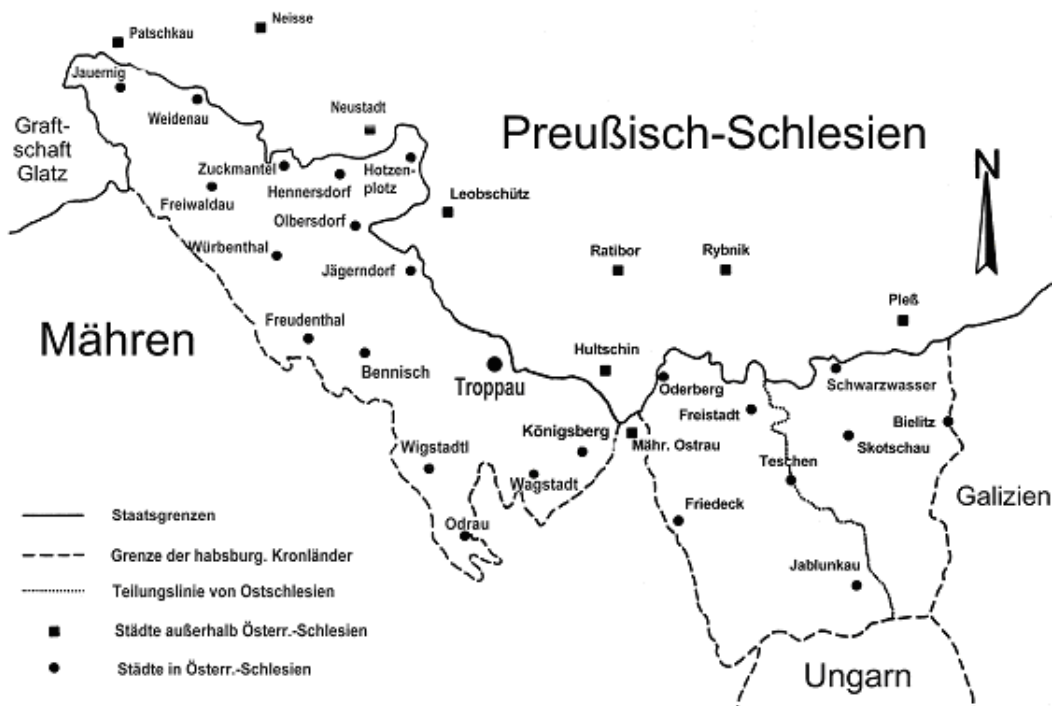 Neisse
Patschkau
Jauernig
Weidenau
Neustadt
Graft-
schaft
Glatz
Preußisch-Schlesien
N
Zuckmantel
Hotzen-
plotz
Hennersdorf
Freiwaldau
Leobschütz
Olbersdorf
Würbenthal
Ratibor
Rybnik
Jägerndorf
Pleß
Mähren
Freudenthal
Bennisch
Troppau
Hultschin
Oderberg
Schwarzwasser
Freistadt
Bielitz
Königsberg
Mähr. Ostrau
Skotschau
Wigstadtl
Teschen
Wagstadt
Galizien
Friedeck
Odrau
Jablunkau
Ungarn
Staatsgrenzen
Grenze der habsburg. Kronländer
Teilungslinie von Ostschlesien
Städte außerhalb Österr.-Schlesien
Städte in Österr.-Schlesien